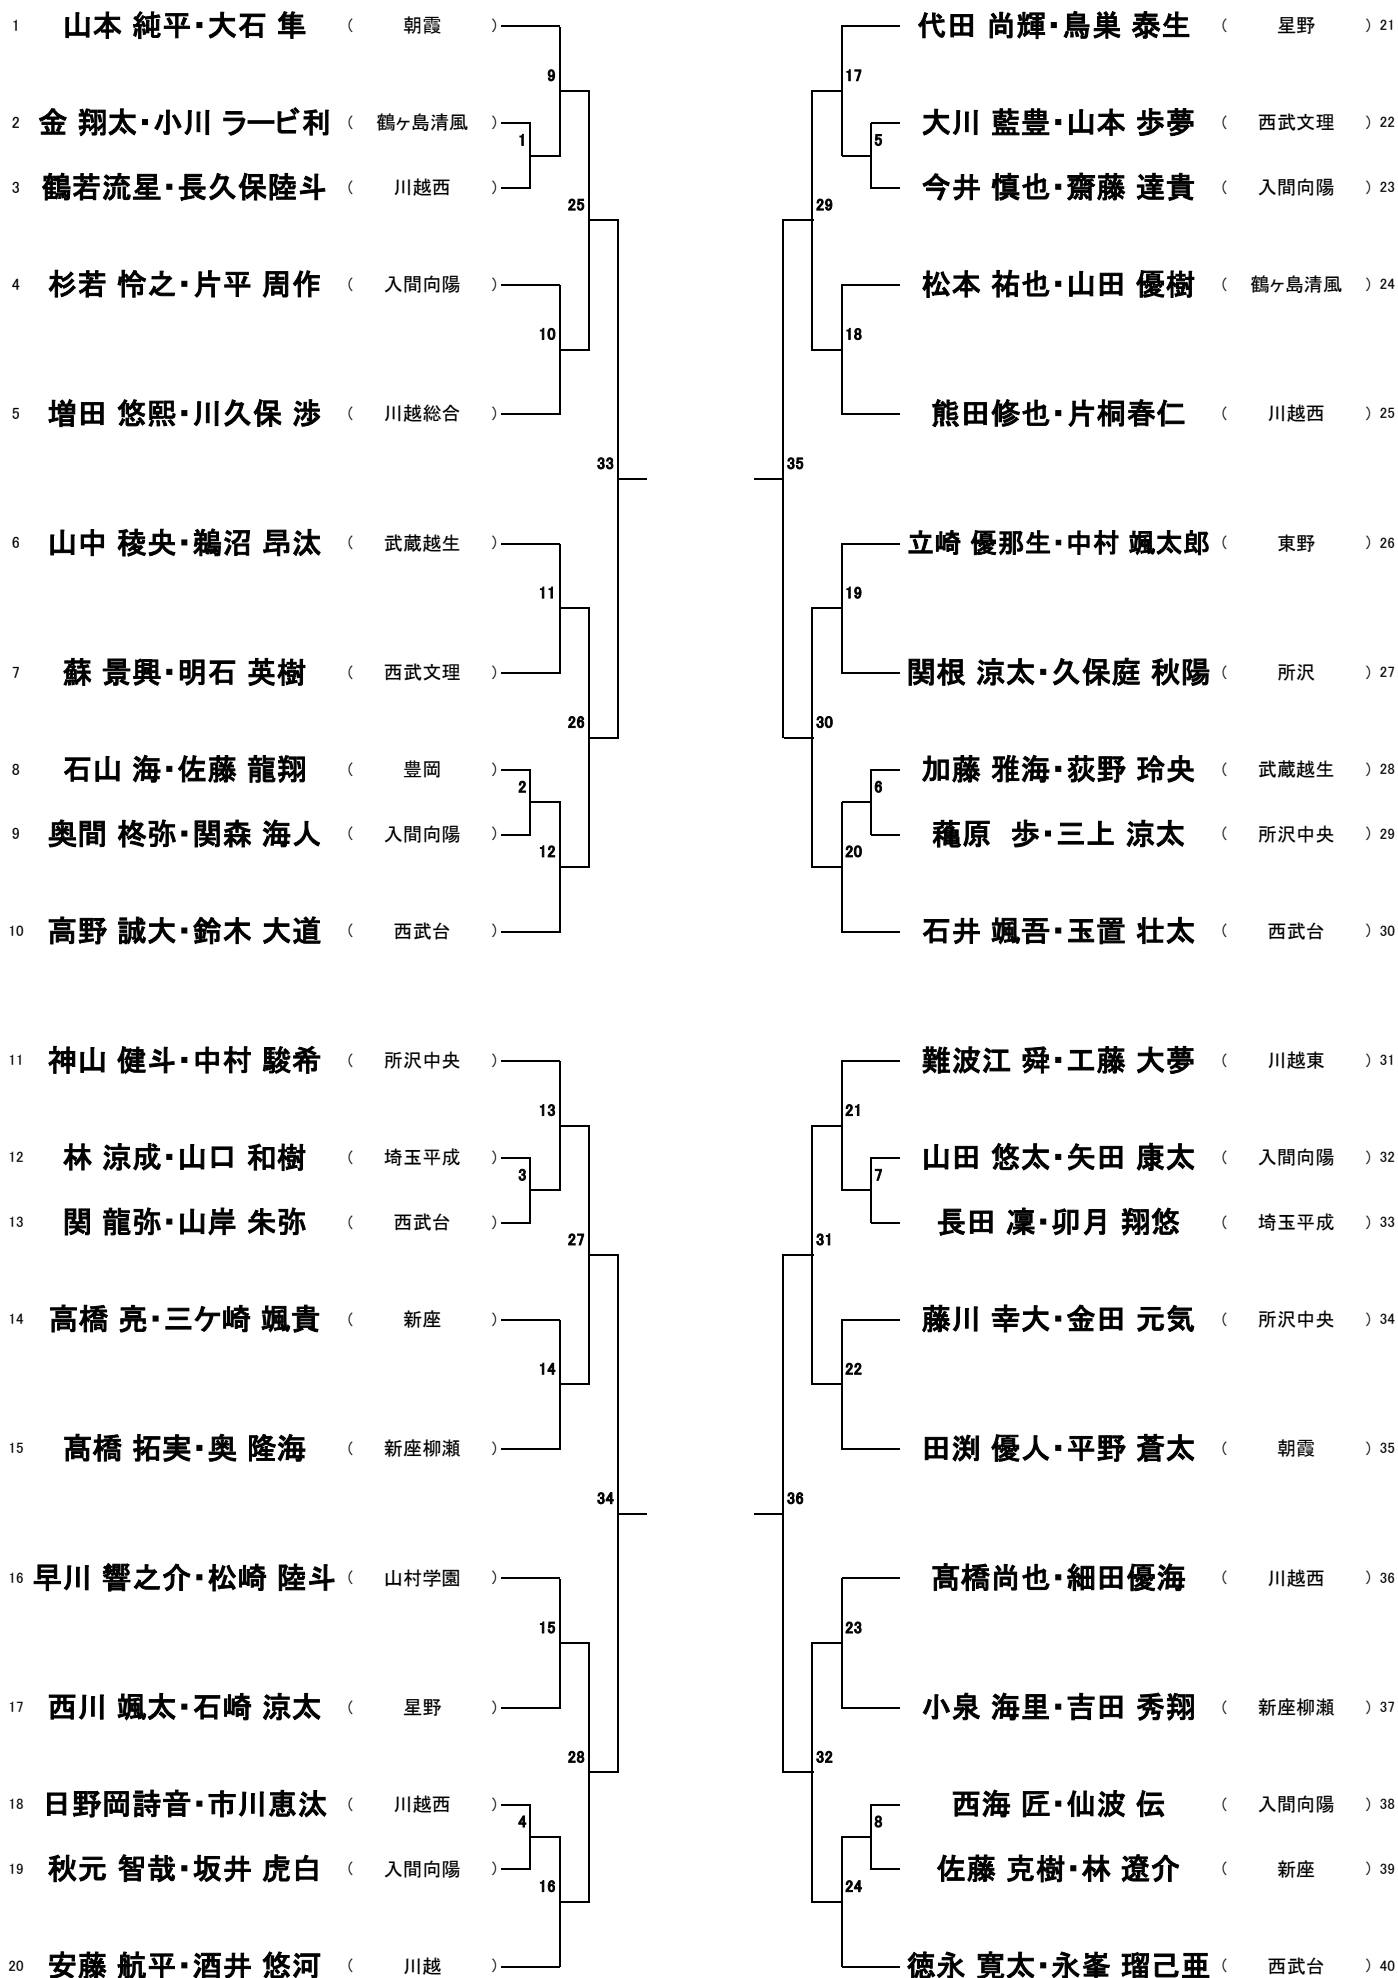 1 山本 純平・大石 隼 ( 朝霞 )
9
2 金 翔太・小川 ラービ利 ( 鶴ヶ島清風 )
1
3 鶴若流星・長久保陸斗 ( 川越西 )
25
4 杉若 怜之・片平 周作 ( 入間向陽 )
10
5 増田 悠熙・川久保 渉 ( 川越総合 )
33
6 山中 稜央・鵜沼 昂汰 ( 武蔵越生 )
11
7 蘇 景興・明石 英樹 ( 西武文理 )
26
8 石山 海・佐藤 龍翔 ( 豊岡 )
2
9 奥間 柊弥・関森 海人 ( 入間向陽 )
12
10 高野 誠大・鈴木 大道 ( 西武台 )
11 神山 健斗・中村 駿希 ( 所沢中央 )
13
12 林 涼成・山口 和樹 ( 埼玉平成 )
3
13 関 龍弥・山岸 朱弥 ( 西武台 )
27
14 高橋 亮・三ケ崎 颯貴 ( 新座 )
14
15 髙橋 拓実・奥 隆海 ( 新座柳瀬 )
34
16 早川 響之介・松崎 陸斗 ( 山村学園 )
15
17 西川 颯太・石崎 涼太 ( 星野 )
28
18 日野岡詩音・市川恵汰 ( 川越西 )
4
19 秋元 智哉・坂井 虎白 ( 入間向陽 )
16
20 安藤 航平・酒井 悠河 ( 川越 )
代田 尚輝・鳥巣 泰生 ( 星野 ) 21
17
大川 藍豊・山本 歩夢 ( 西武文理 ) 22
5
今井 慎也・齋藤 達貴 ( 入間向陽 ) 23
29
松本 祐也・山田 優樹 ( 鶴ヶ島清風 ) 24
18
熊田修也・片桐春仁 ( 川越西 ) 25
35
立崎 優那生・中村 颯太郎 ( 東野 ) 26
19
関根 涼太・久保庭 秋陽 ( 所沢 ) 27
30
加藤 雅海・荻野 玲央 ( 武蔵越生 ) 28
6
歩・三上 涼太 ( 所沢中央 ) 29
20
石井 颯吾・玉置 壮太 ( 西武台 ) 30
難波江 舜・工藤 大夢 ( 川越東 ) 31
21
山田 悠太・矢田 康太 ( 入間向陽 ) 32
7
長田 凜・卯月 翔悠 ( 埼玉平成 ) 33
31
藤川 幸大・金田 元気 ( 所沢中央 ) 34
22
田渕 優人・平野 蒼太 ( 朝霞 ) 35
36
髙橋尚也・細田優海 ( 川越西 ) 36
23
小泉 海里・吉田 秀翔 ( 新座柳瀬 ) 37
32
西海 匠・仙波 伝 ( 入間向陽 ) 38
8
佐藤 克樹・林 遼介 ( 新座 ) 39
24
徳永 寛太・永峯 瑠己亜 ( 西武台 ) 40